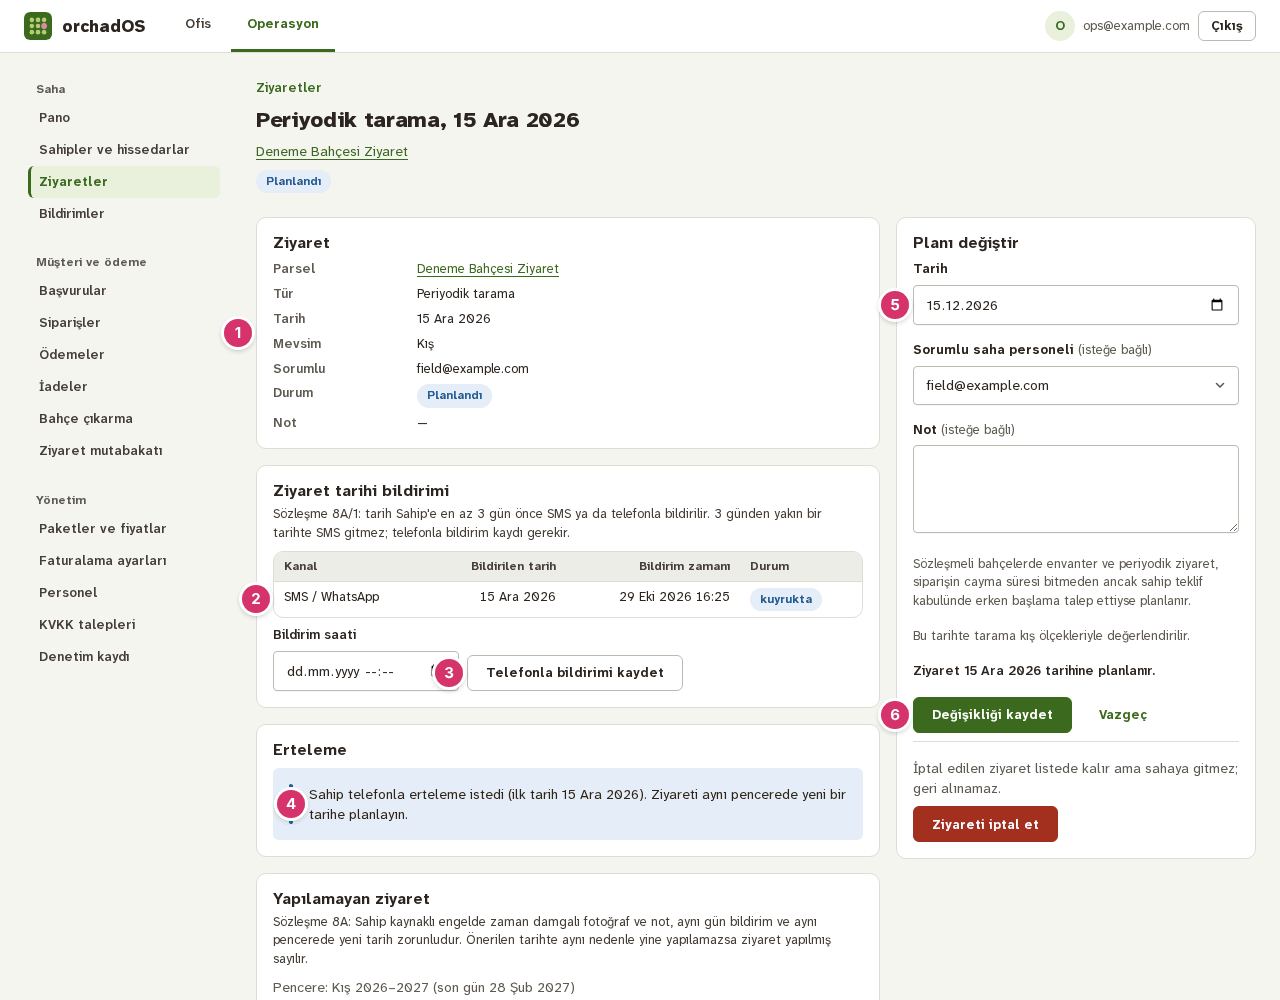 orchadOS
Ofis
Operasyon
O
ops@example.com
Çıkış
Saha
Pano
Sahipler ve hissedarlar
Ziyaretler
Bildirimler
Müşteri ve ödeme
Başvurular
Siparişler
Ödemeler
İadeler
Bahçe çıkarma
Ziyaret mutabakatı
Yönetim
Paketler ve fiyatlar
Faturalama ayarları
Personel
KVKK talepleri
Denetim kaydı
Ziyaretler
Periyodik tarama, 15 Ara 2026
Deneme Bahçesi Ziyaret
Planlandı
Ziyaret
Parsel Deneme Bahçesi Ziyaret
Tür Periyodik tarama
Tarih 15 Ara 2026
1
Mevsim Kış
Sorumlu field@example.com
Durum Planlandı
Not —
Ziyaret tarihi bildirimi
Sözleşme 8A/1: tarih Sahip'e en az 3 gün önce SMS ya da telefonla bildirilir. 3 günden yakın bir
tarihte SMS gitmez; telefonla bildirim kaydı gerekir.
Kanal Bildirilen tarih Bildirim zamanı Durum
2 SMS / WhatsApp 15 Ara 2026 29 Eki 2026 16:25 kuyrukta
Bildirim saati
dd.mm.yyyy --:-- 3 Telefonla bildirimi kaydet
Erteleme
4
Sahip telefonla erteleme istedi (ilk tarih 15 Ara 2026). Ziyareti aynı pencerede yeni bir
tarihe planlayın.
Yapılamayan ziyaret
Sözleşme 8A: Sahip kaynaklı engelde zaman damgalı fotoğraf ve not, aynı gün bildirim ve aynı
pencerede yeni tarih zorunludur. Önerilen tarihte aynı nedenle yine yapılamazsa ziyaret yapılmış
sayılır.
Pencere: Kış 2026–2027 (son gün 28 Şub 2027)
Planı değiştir
Tarih
5 15.12.2026
Sorumlu saha personeli (isteğe bağlı)
field@example.com
Not (isteğe bağlı)
Sözleşmeli bahçelerde envanter ve periyodik ziyaret,
siparişin cayma süresi bitmeden ancak sahip teklif
kabulünde erken başlama talep ettiyse planlanır.
Bu tarihte tarama kış ölçekleriyle değerlendirilir.
Ziyaret 15 Ara 2026 tarihine planlanır.
6 Değişikliği kaydet Vazgeç
İptal edilen ziyaret listede kalır ama sahaya gitmez;
geri alınamaz.
Ziyareti iptal et